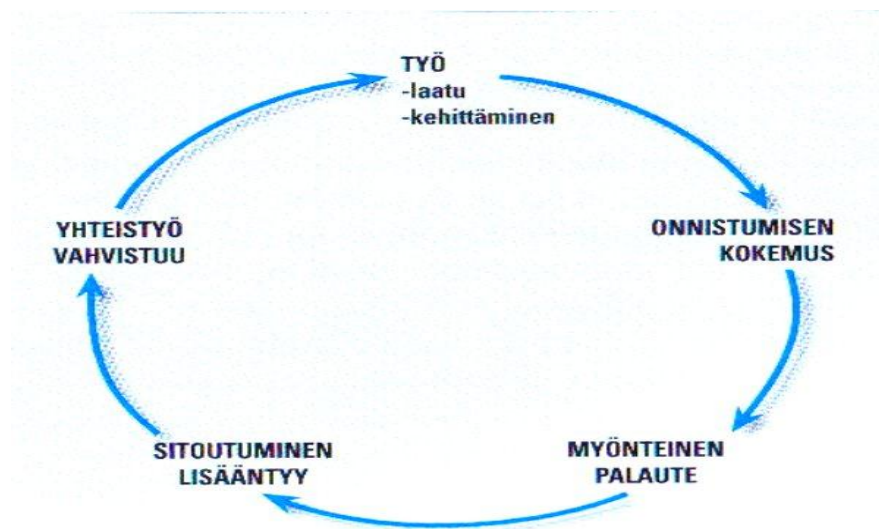 TYÖ
-laatu
-kehittäminen
ONNISTUMISEN
KOKEMUS
MYÖNTEINEN
PALAUTE
SITOUTUMINEN
LISÄÄNTYY
YHTEISTYÖ
VAHVISTUU